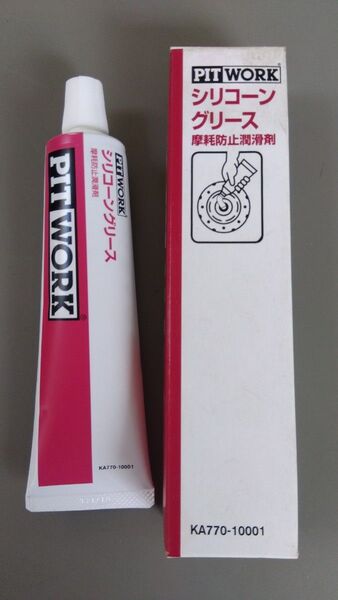 PITWORK
シリコーングリース
摩耗防止潤滑剤
PITWORK®
KA770-10001
PIT WORK®
シリコーン
グリース
摩耗防止潤滑剤
KA770-10001